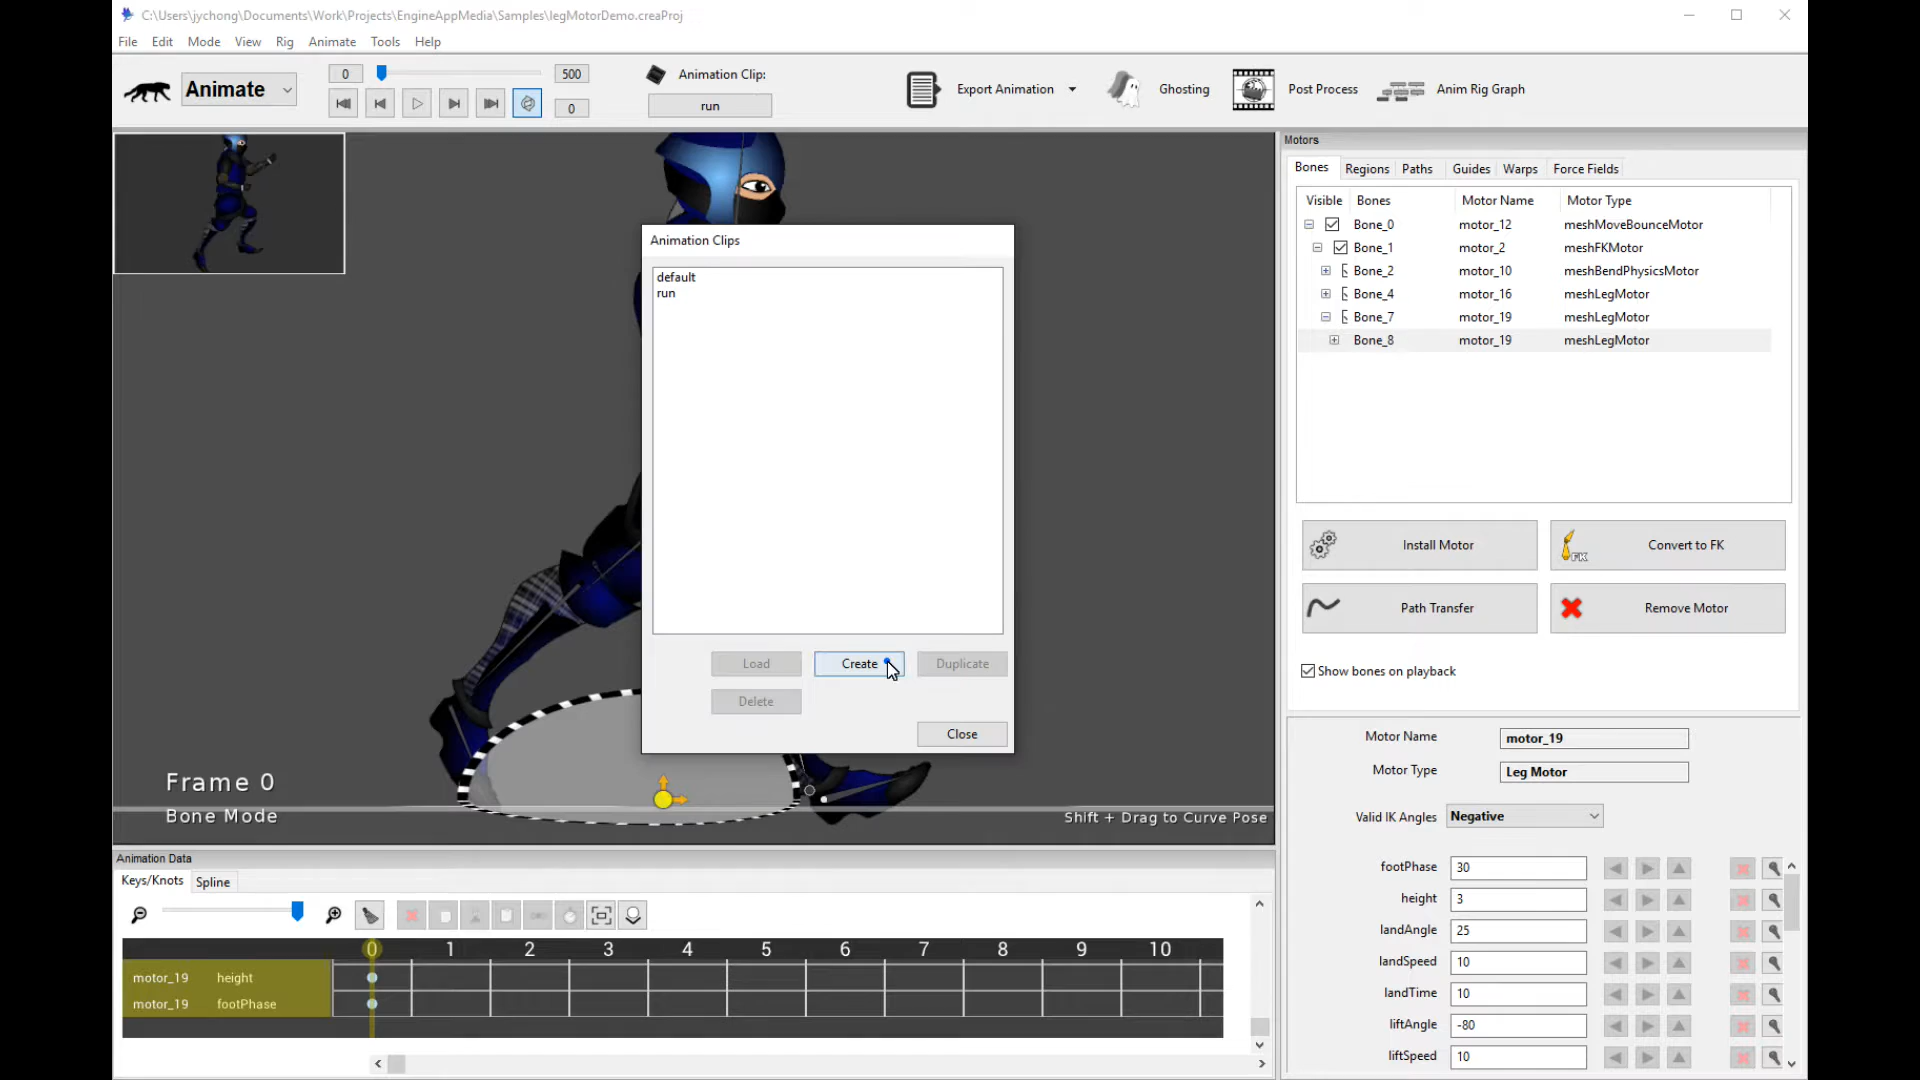 C:\Users\jychong\Documents\Work\Projects\EngineAppMedia\Samples\legMotorDemo.creaProj
File Edit Mode View Rig Animate Tools Help
Animate
0
500
0
Animation Clip:
run
Export Animation
Ghosting
Post Process
Anim Rig Graph
Motors
Bones Regions Paths Guides Warps Force Fields
Visible Bones Motor Name Motor Type
Bone_0 motor_12 meshMoveBounceMotor
Bone_1 motor_2 meshFKMotor
Bone_2 motor_10 meshBendPhysicsMotor
Bone_4 motor_16 meshLegMotor
Bone_7 motor_19 meshLegMotor
Bone_8 motor_19 meshLegMotor
Install Motor
FK
Convert to FK
Path Transfer
Remove Motor
Show bones on playback
Motor Name motor_19
Motor Type Leg Motor
Valid IK Angles Negative
footPhase 30
height 3
landAngle 25
landSpeed 10
landTime 10
liftAngle -80
liftSpeed 10
Animation Clips
default
run
Load Create Duplicate
Delete
Close
Frame 0
Bone Mode
Shift + Drag to Curve Pose
Animation Data
Keys/Knots Spline
0 1 2 3 4 5 6 7 8 9 10
motor_19 height
motor_19 footPhase